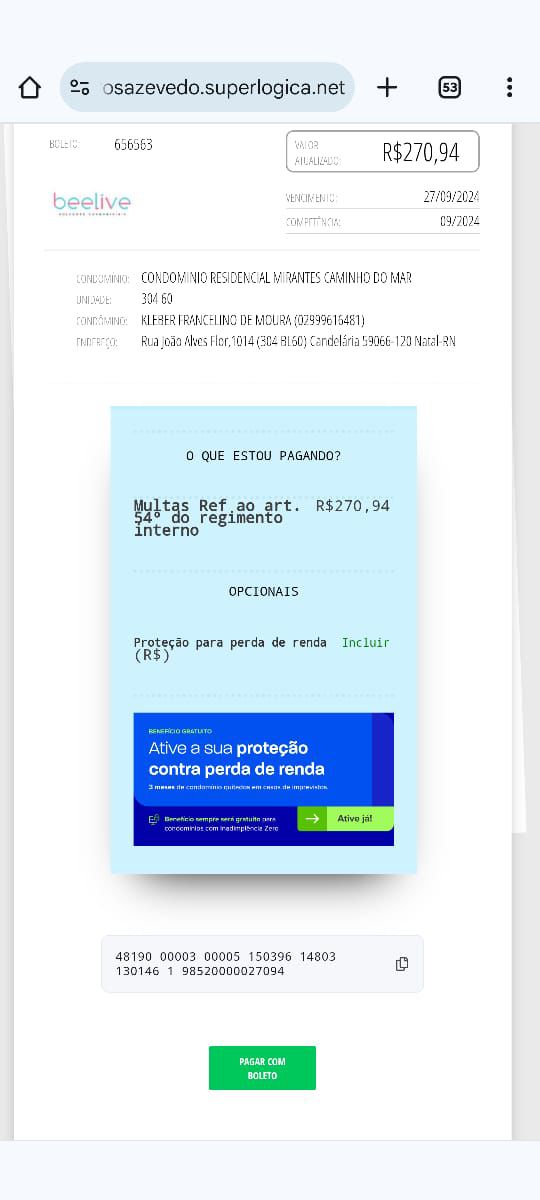 osazevedo.superlogica.net
53
BOLETO: 656563
VALOR ATUALIZADO: R$270,94
beelive
VENCIMENTO: 27/09/2024
COMPETÊNCIA: 09/2024
CONDOMÍNIO: CONDOMINIO RESIDENCIAL MIRANTES CAMINHO DO MAR
UNIDADE: 304 60
CONDÔMINO: KLEBER FRANCELINO DE MOURA (02999616481)
ENDEREÇO: Rua João Alves Flor,1014 (304 BL60) Candelária 59066-120 Natal-RN
O QUE ESTOU PAGANDO?
Multas Ref ao art. R$270,94
54º do regimento
interno
OPCIONAIS
Proteção para perda de renda Incluir
(R$)
BENEFÍCIO GRATUITO
Ative a sua proteção
contra perda de renda
3 meses de condomínio quitados em casos de imprevistos.
Benefício sempre será gratuito para
condomínios com Inadimplência Zero
Ative já!
48190 00003 00005 150396 14803
130146 1 98520000027094
PAGAR COM
BOLETO